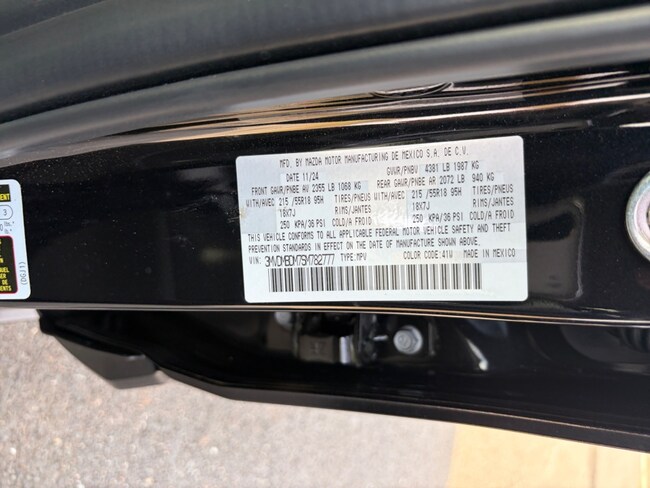 MFD. BY MAZDA MOTOR MANUFACTURING DE MEXICO S.A. DE C.V.
DATE 11/24 GVWR/PNBV 4381 LB 1987 KG
FRONT GAWR/PNBE AV 2355 LB 1068 KG REAR GAWR/PNBE AR 2072 LB 940 KG
WITH/AVEC 215 /55R18 95H TIRES/PNEUS WITH/AVEC 215 /55R18 95H TIRES/PNEUS
18X7J RIMS/JANTES 18X7J RIMS/JANTES
250 KPA/36 PSI COLD/A FROID 250 KPA/36 PSI COLD/A FROID
THIS VEHICLE CONFORMS TO ALL APPLICABLE FEDERAL MOTOR VEHICLE SAFETY AND THEFT
PREVENTION STANDARDS IN EFFECT ON THE DATE OF MANUFACTURE SHOWN ABOVE.
VIN: 3MVDMBDM7SM782777 TYPE:MPV COLOR CODE:41W MADE IN MEXICO
3
(DGJ1)